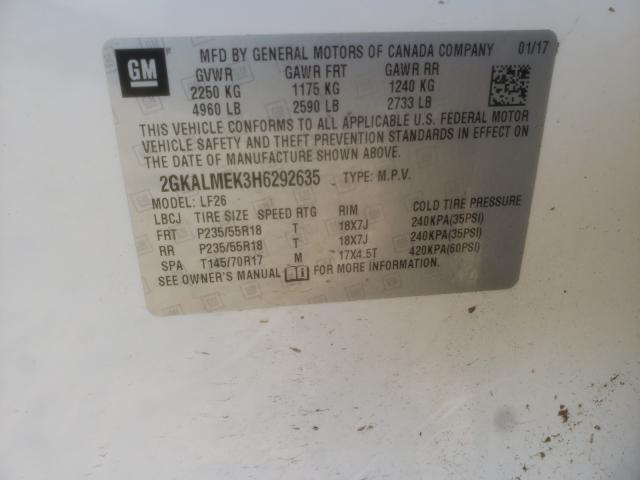 GM
MFD BY GENERAL MOTORS OF CANADA COMPANY 01/17
GVWR GAWR FRT GAWR RR
2250 KG 1175 KG 1240 KG
4960 LB 2590 LB 2733 LB
THIS VEHICLE CONFORMS TO ALL APPLICABLE U.S. FEDERAL MOTOR
VEHICLE SAFETY AND THEFT PREVENTION STANDARDS IN EFFECT ON
THE DATE OF MANUFACTURE SHOWN ABOVE.
2GKALMEK3H6292635 TYPE: M.P.V.
MODEL: LF26
LBCJ TIRE SIZE SPEED RTG RIM COLD TIRE PRESSURE
FRT P235/55R18 T 18X7J 240KPA(35PSI)
RR P235/55R18 T 18X7J 240KPA(35PSI)
SPA T145/70R17 M 17X4.5T 420KPA(60PSI)
SEE OWNER'S MANUAL FOR MORE INFORMATION.